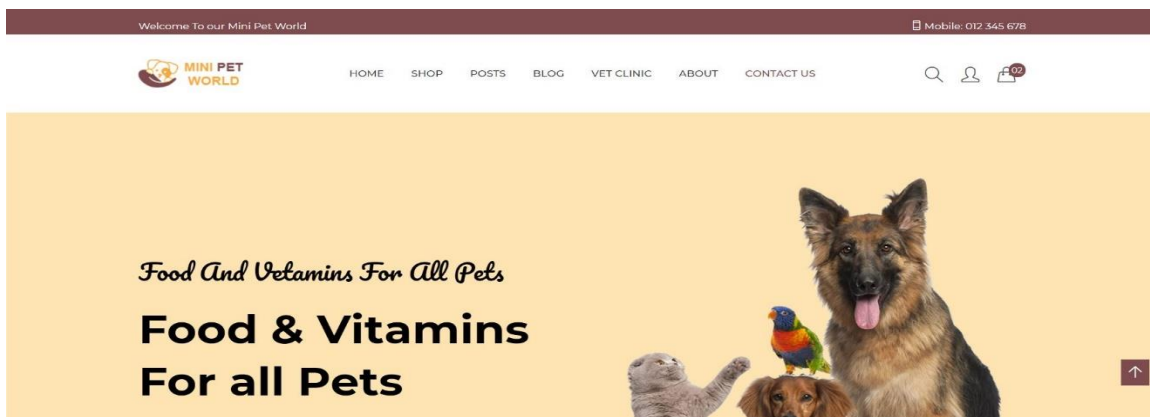 Welcome To our Mini Pet World
Mobile: 012 345 678
MINI PET
WORLD
HOME SHOP POSTS BLOG VET CLINIC ABOUT CONTACT US
02
Food And Vetamins For All Pets
Food & Vitamins
For all Pets